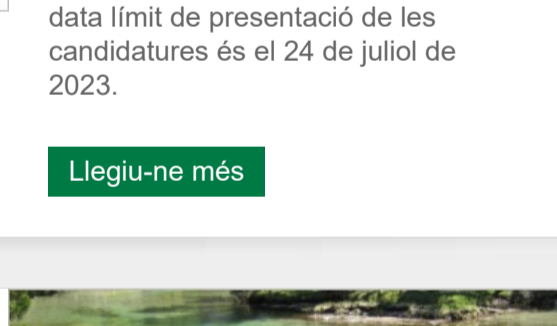 data límit de presentació de les
candidatures és el 24 de juliol de
2023.
Llegiu-ne més